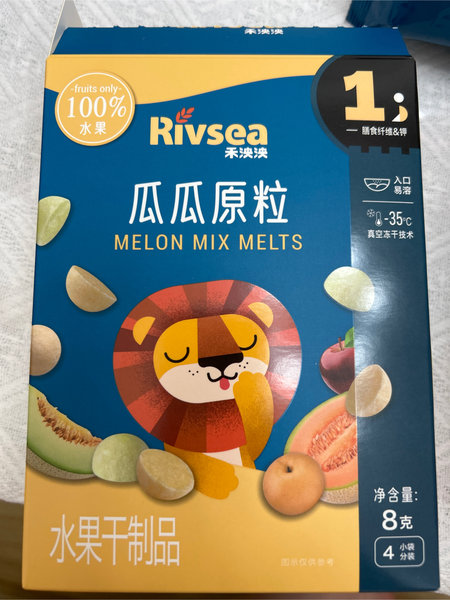 禾泱泱
-fruits only-
100%
水果
Rivsea
禾泱泱
1
膳食纤维&钾
瓜瓜原粒
MELON MIX MELTS
入口
易溶
-35℃
真空冻干技术
净含量:
8克
4 小袋
分装
水果干制品
图示仅供参考